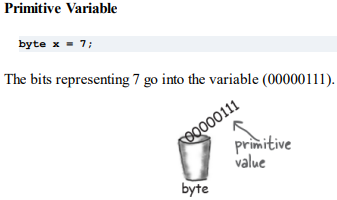 Primitive Variable
byte x = 7;
The bits representing 7 go into the variable (00000111).
00000111
primitive
value
byte